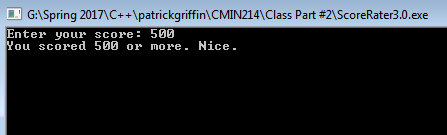 G:\Spring 2017\C++\patrickgriffin\CMIN214\Class Part #2\ScoreRater3.0.exe
Enter your score: 500
You scored 500 or more. Nice.